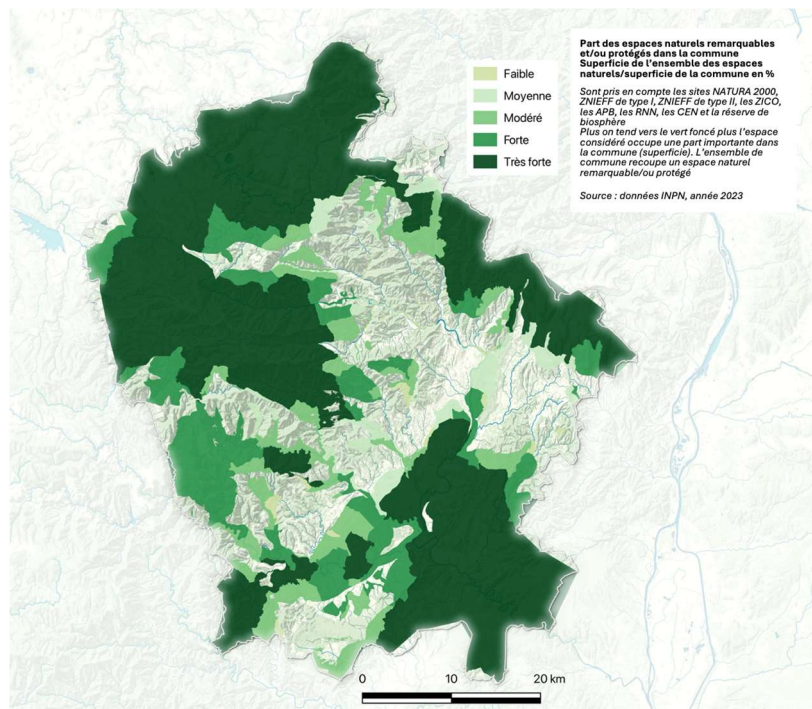 Part des espaces naturels remarquables
et/ou protégés dans la commune
Superficie de l'ensemble des espaces
naturels/superficie de la commune en %
Sont pris en compte les sites NATURA 2000,
ZNIEFF de type I, ZNIEFF de type II, les ZICO,
les APB, les RNN, les CEN et la réserve de
biosphère
Plus on tend vers le vert foncé plus l'espace
considéré occupe une part importante dans
la commune (superficie). L'ensemble de
commune recoupe un espace naturel
remarquable/ou protégé
Source : données INPN, année 2023
Faible
Moyenne
Modéré
Forte
Très forte
0 10 20 km